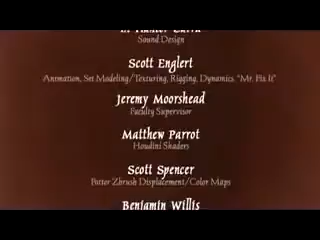 Sound Design
Scott Englert
Animation, Set Modeling/Texturing, Rigging, Dynamics, "Mr. Fix It"
Jeremy Moorshead
Faculty Supervisor
Matthew Parrot
Houdini Shaders
Scott Spencer
Potter Zbrush Displacement/Color Maps
Benjamin Willis